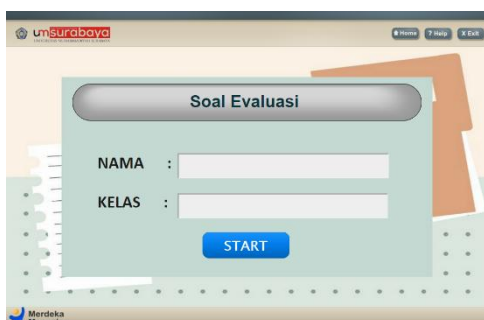 umsurabaya
Home ? Help X Exit
Soal Evaluasi
NAMA :
KELAS :
START
Merdeka